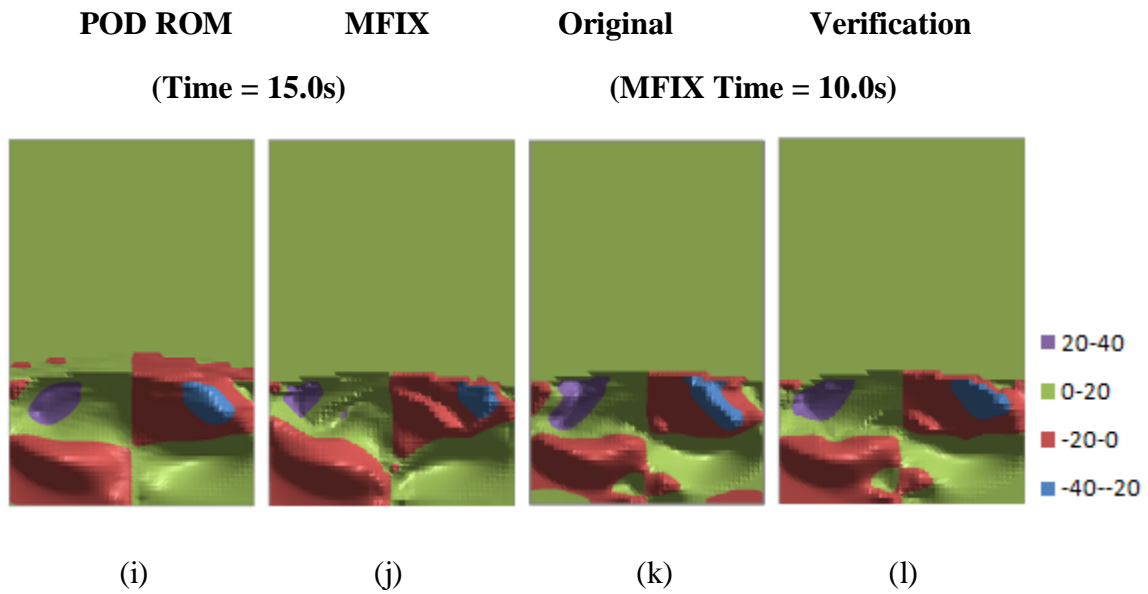 POD ROM MFIX Original Verification
(Time = 15.0s) (MFIX Time = 10.0s)
20-40
0-20
-20-0
-40--20
(i) (j) (k) (l)